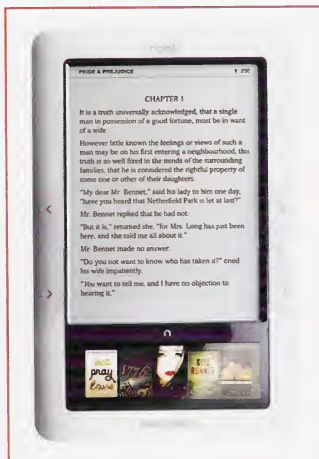 nook
PRIDE & PREJUDICE 1 230
CHAPTER 1
It is a truth universally acknowledged, that a single
man in possession of a good fortune, must be in want
of a wife
However little known the feelings or views of such a
man may be on his first entering a neighbourhood, this
truth is so well fixed in the minds of the surrounding
families, that he is considered the rightful property of
some one or other of their daughters.
"My dear Mr Bennet," said his lady to him one day,
"have you heard that Netherfield Park is let at last?"
Mr. Bennet replied that he had not.
"But it is," returned she, "for Mrs. Long has just been
here, and she told me all about it."
Mr Bennet made no answer.
"Do you not want to know who has taken it?" cried
his wife impatiently.
"You want to tell me, and I have no objection to
hearing it."
eat
pray
love
1776
KITE
RUNNER